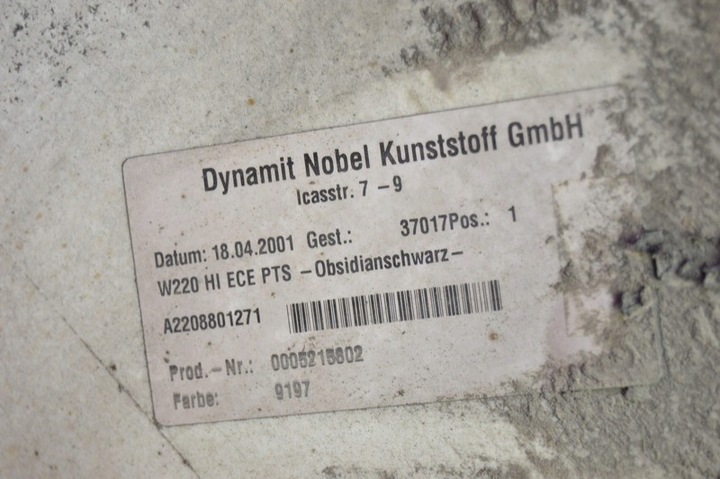 Dynamit Nobel Kunststoff GmbH
Icasstr. 7 – 9
Datum: 18.04.2001 Gest.: 37017Pos.: 1
W220 HI ECE PTS –Obsidianschwarz–
A2208801271
Prod.–Nr.: 0005215802
Farbe: 9197